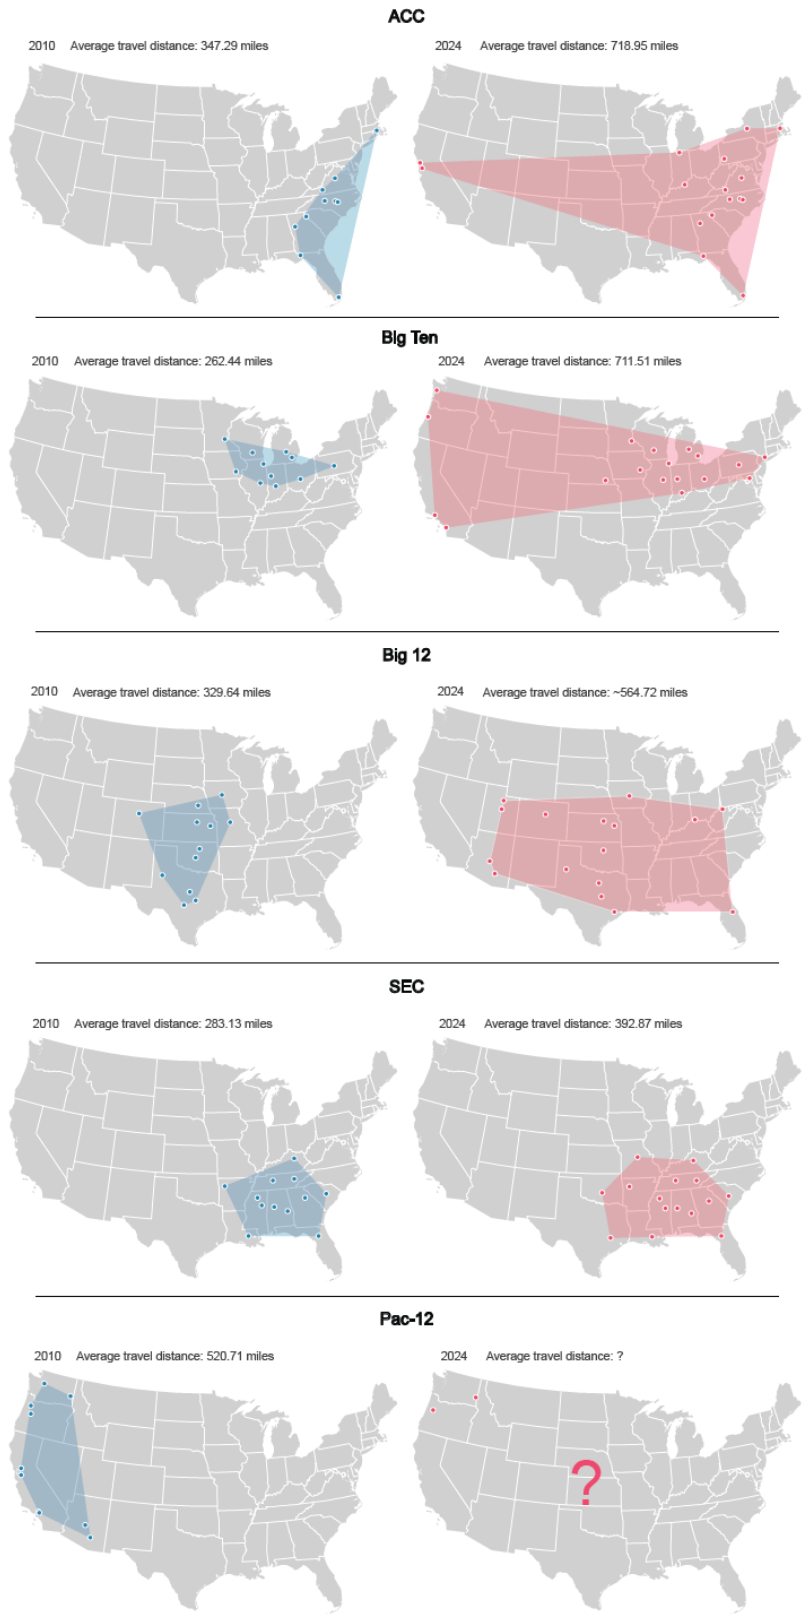 ACC
2010 Average travel distance: 347.29 miles
2024 Average travel distance: 718.95 miles
Big Ten
2010 Average travel distance: 262.44 miles
2024 Average travel distance: 711.51 miles
Big 12
2010 Average travel distance: 329.64 miles
2024 Average travel distance: ~564.72 miles
SEC
2010 Average travel distance: 283.13 miles
2024 Average travel distance: 392.87 miles
Pac-12
2010 Average travel distance: 520.71 miles
2024 Average travel distance: ?
?